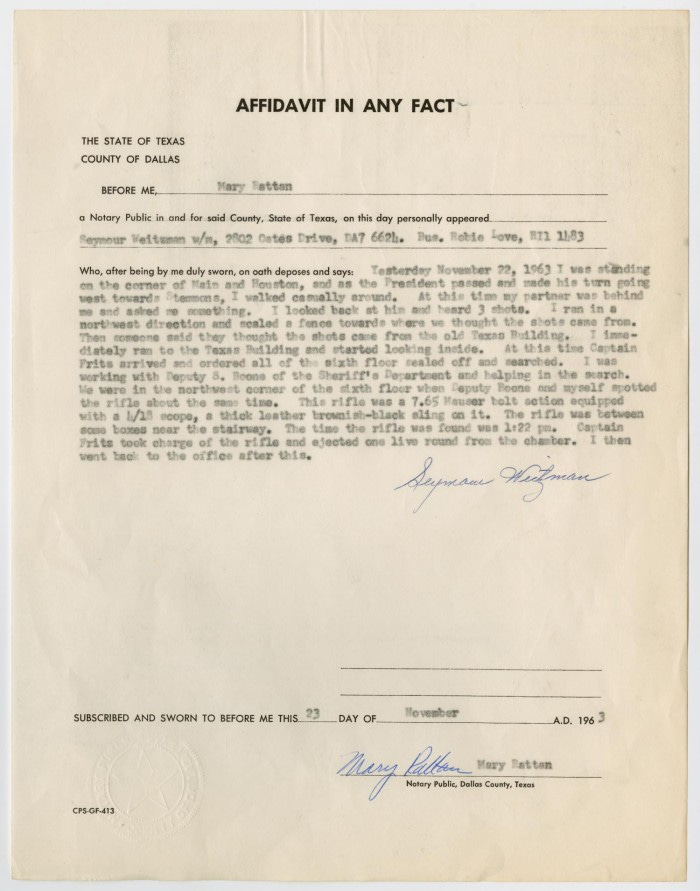 AFFIDAVIT IN ANY FACT
THE STATE OF TEXAS
COUNTY OF DALLAS
BEFORE ME, Mary Rattan
a Notary Public in and for said County, State of Texas, on this day personally appeared
Seymour Weitzman w/m, 2802 Oates Drive, DA7 6624. Bus. Robie Love, RI1 1483
Who, after being by me duly sworn, on oath deposes and says: Yesterday November 22, 1963 I was standing
on the corner of Main and Houston, and as the President passed and made his turn going
west towards Stemmons, I walked casually around. At this time my partner was behind
me and asked me something. I looked back at him and heard 3 shots. I ran in a
northwest direction and scaled a fence towards where we thought the shots came from.
Then someone said they thought the shots came from the old Texas Building. I imme-
diately ran to the Texas Building and started looking inside. At this time Captain
Frits arrived and ordered all of the sixth floor sealed off and searched. I was
working with Deputy S. Boone of the Sheriff's Department and helping in the search.
We were in the northwest corner of the sixth floor when Deputy Boone and myself spotted
the rifle about the same time. This rifle was a 7.65 Mauser bolt action equipped
with a 4/18 scope, a thick leather brownish-black sling on it. The rifle was between
some boxes near the stairway. The time the rifle was found was 1:22 pm. Captain
Frits took charge of the rifle and ejected one live round from the chamber. I then
went back to the office after this.
Seymour Weitzman
SUBSCRIBED AND SWORN TO BEFORE ME THIS 23 DAY OF November A.D. 1963
Mary Rattan Mary Rattan
Notary Public, Dallas County, Texas
CPS-GF-413